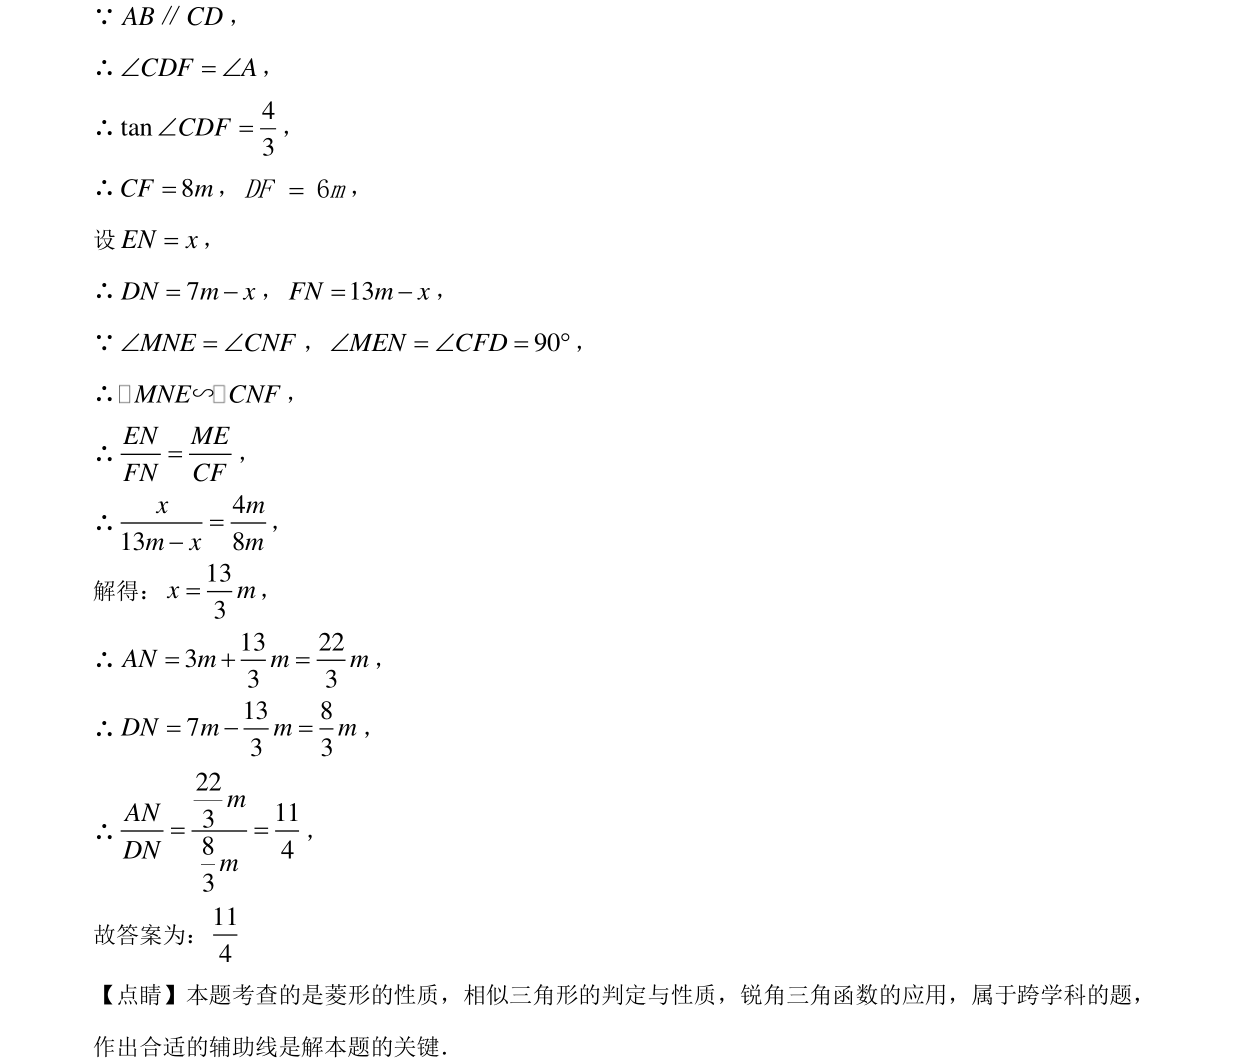 ∵ AB∥CD，
∴ ∠CDF = ∠A，
∴ tan∠CDF = 4/3，
∴ CF = 8m， DF = 6m，
设 EN = x，
∴ DN = 7m − x， FN = 13m − x，
∵ ∠MNE = ∠CNF， ∠MEN = ∠CFD = 90°，
∴ □MNE∽□CNF，
∴ EN/FN = ME/CF，
∴ x/(13m − x) = 4m/8m，
解得： x = 13/3 m，
∴ AN = 3m + 13/3 m = 22/3 m，
∴ DN = 7m − 13/3 m = 8/3 m，
∴ AN/DN = (22/3 m)/(8/3 m) = 11/4，
故答案为： 11/4
【点睛】本题考查的是菱形的性质，相似三角形的判定与性质，锐角三角函数的应用，属于跨学科的题，
作出合适的辅助线是解本题的关键．